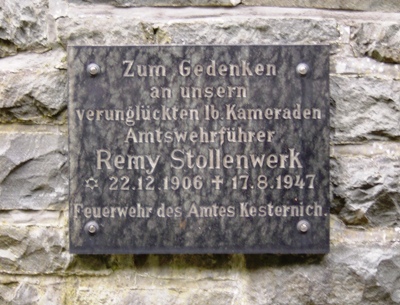 Zum Gedenken
an unsern
verunglückten lb. Kameraden
Amtswehrführer
Remy Stollenwerk
✡ 22.12.1906 ✝ 17.8.1947
Feuerwehr des Amtes Kesternich.